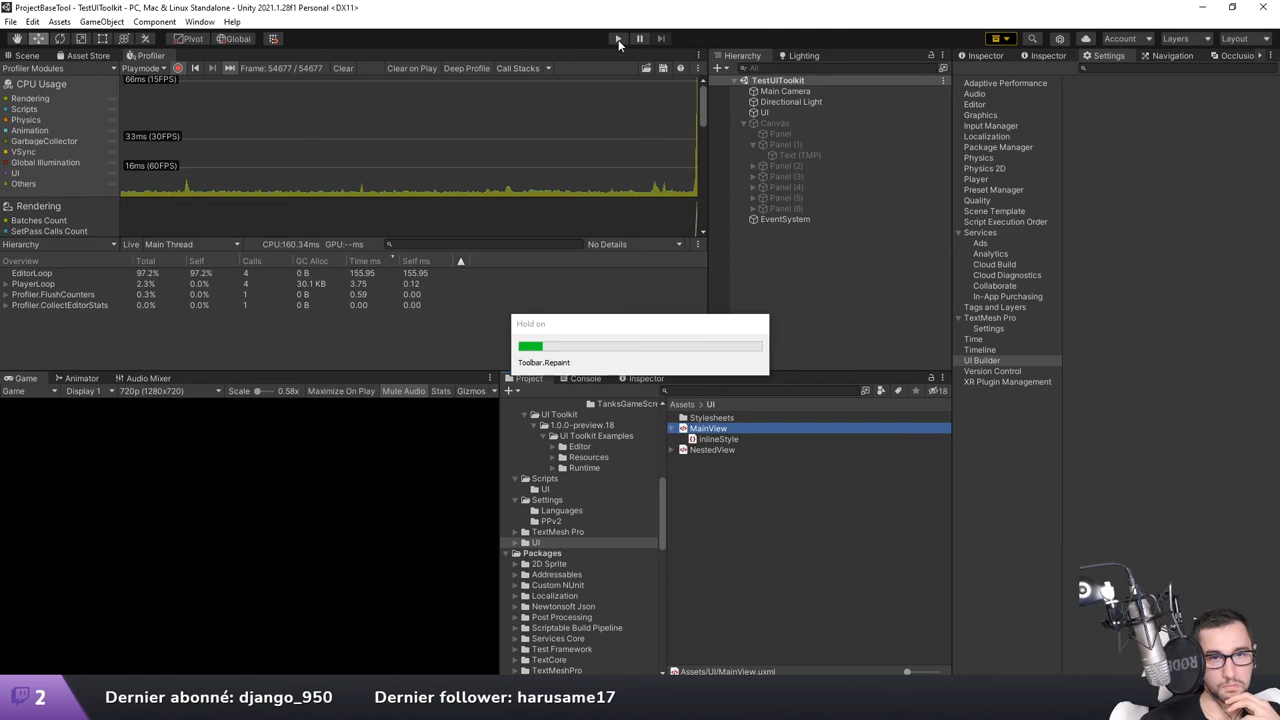 ProjectBaseTool - TestUIToolkit - PC, Mac & Linux Standalone - Unity 2021.1.28f1 Personal <DX11>
File Edit Assets GameObject Component Window Help
Pivot Global Account Layers Layout
Scene Asset Store Profiler
Profiler Modules Playmode Frame: 54677 / 54677 Clear Clear on Play Deep Profile Call Stacks
CPU Usage
Rendering
Scripts
Physics
Animation
GarbageCollector
VSync
Global Illumination
UI
Others
66ms (15FPS)
33ms (30FPS)
16ms (60FPS)
Rendering
Batches Count
SetPass Calls Count
Hierarchy Live Main Thread CPU:160.34ms GPU:--ms No Details
Overview Total Self Calls GC Alloc Time ms Self ms
EditorLoop 97.2% 97.2% 4 0 B 155.95 155.95
PlayerLoop 2.3% 0.0% 4 30.1 KB 3.75 0.12
Profiler.FlushCounters 0.3% 0.0% 1 0 B 0.59 0.00
Profiler.CollectEditorStats 0.0% 0.0% 1 0 B 0.00 0.00
Hierarchy Lighting
All
TestUIToolkit
Main Camera
Directional Light
UI
Canvas
Panel
Panel (1)
Text (TMP)
Panel (2)
Panel (3)
Panel (4)
Panel (5)
Panel (6)
EventSystem
Inspector Inspector Settings Navigation Occlusio
Adaptive Performance
Audio
Editor
Graphics
Input Manager
Localization
Package Manager
Physics
Physics 2D
Player
Preset Manager
Quality
Scene Template
Script Execution Order
Services
Ads
Analytics
Cloud Build
Cloud Diagnostics
Collaborate
In-App Purchasing
Tags and Layers
TextMesh Pro
Settings
Time
Timeline
UI Builder
Version Control
XR Plugin Management
Hold on
Toolbar.Repaint
Game Animator Audio Mixer
Game Display 1 720p (1280x720) Scale 0.58x Maximize On Play Mute Audio Stats Gizmos
Project Console Inspector
18
TanksGameScre
UI Toolkit
1.0.0-preview.18
UI Toolkit Examples
Editor
Resources
Runtime
Scripts
UI
Settings
Languages
PPv2
TextMesh Pro
UI
Packages
2D Sprite
Addressables
Custom NUnit
Localization
Newtonsoft Json
Post Processing
Scriptable Build Pipeline
Services Core
Test Framework
TextCore
TextMeshPro
Assets UI
Stylesheets
MainView
inlineStyle
NestedView
Assets/UI/MainView.uxml
RØDE
2 Dernier abonné: django_950 Dernier follower: harusame17